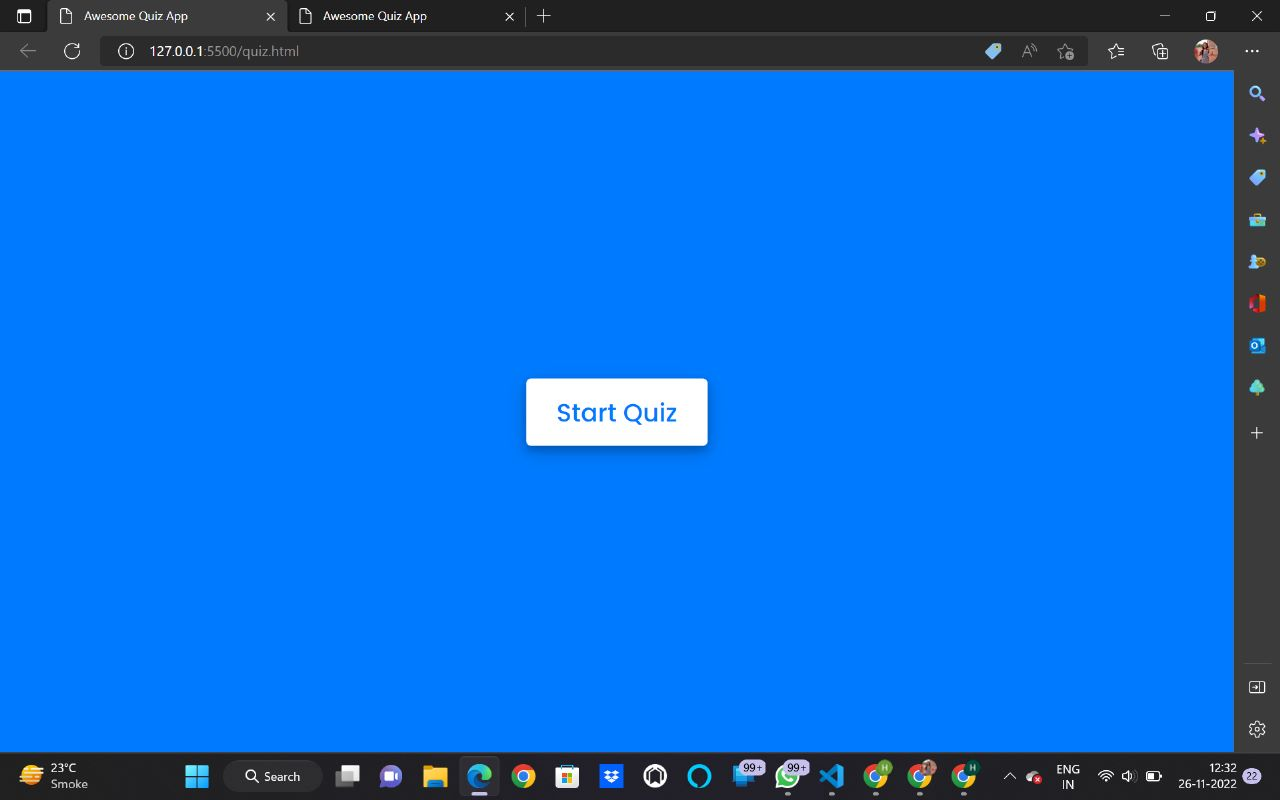 Awesome Quiz App
Awesome Quiz App
127.0.0.1:5500/quiz.html
Start Quiz
23°C
Smoke
Search
99+
99+
H
H
ENG
IN
12:32
26-11-2022
22